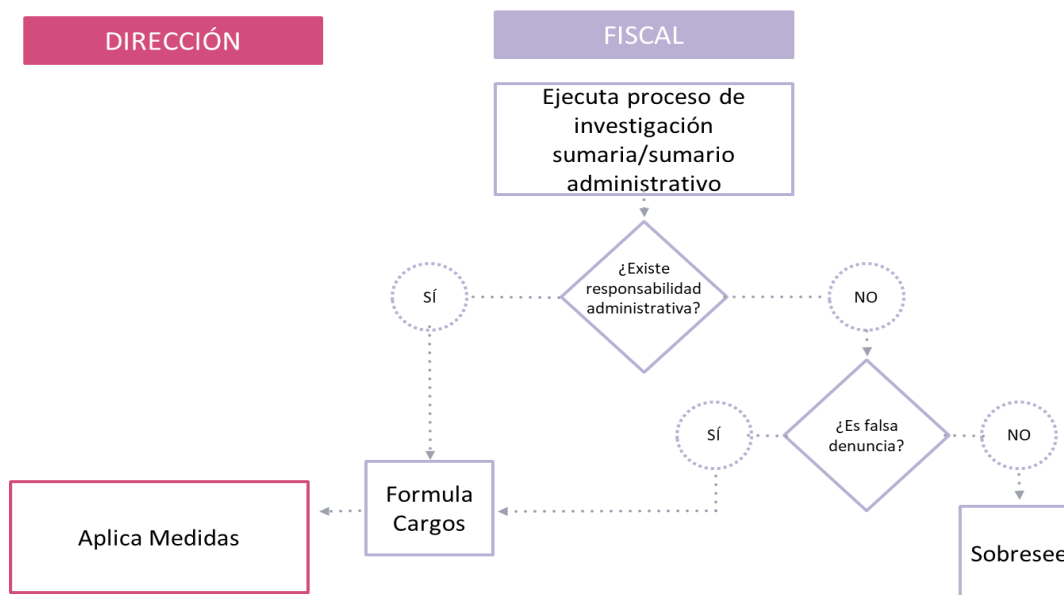 DIRECCIÓN
FISCAL
Ejecuta proceso de
investigación
sumaria/sumario
administrativo
¿Existe
responsabilidad
administrativa?
SÍ
NO
¿Es falsa
denuncia?
SÍ
NO
Formula
Cargos
Aplica Medidas
Sobresee